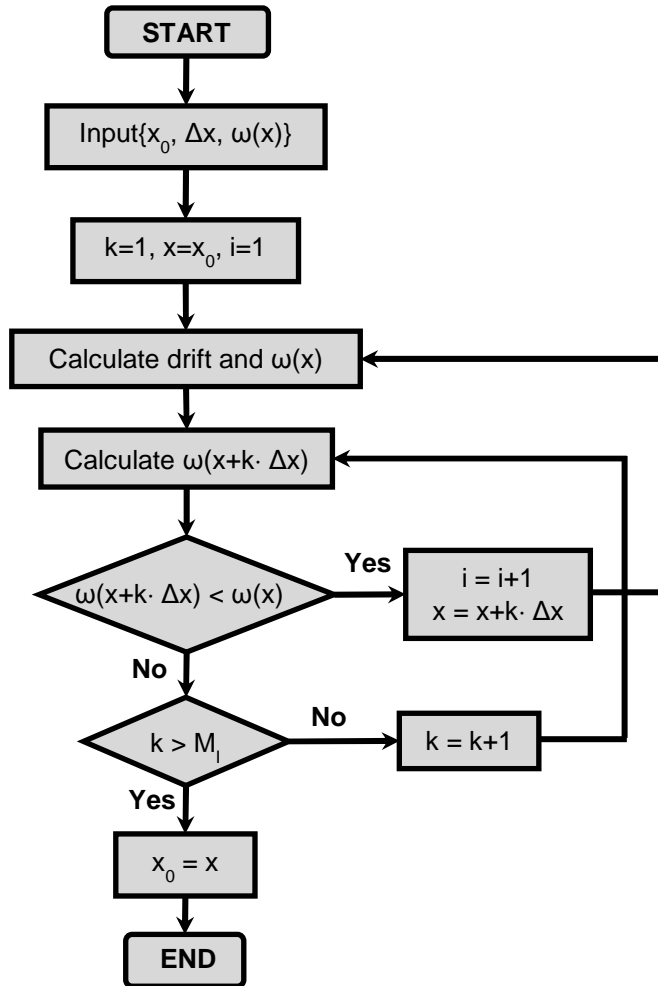 START
Input{x₀, Δx, ω(x)}
k=1, x=x₀, i=1
Calculate drift and ω(x)
Calculate ω(x+k· Δx)
ω(x+k· Δx) < ω(x)
Yes
i = i+1
x = x+k· Δx
No
k > M_I
No
k = k+1
Yes
x₀ = x
END